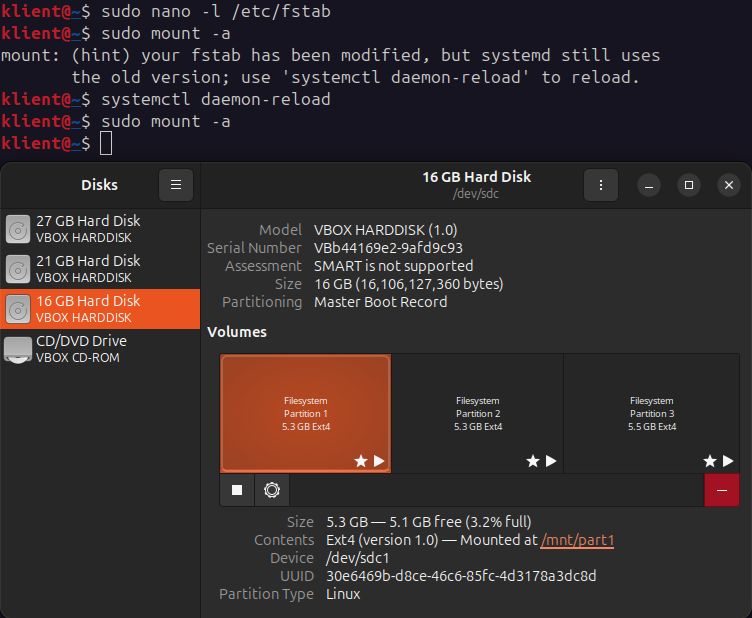 klient@~$ sudo nano -l /etc/fstab
klient@~$ sudo mount -a
mount: (hint) your fstab has been modified, but systemd still uses
the old version; use 'systemctl daemon-reload' to reload.
klient@~$ systemctl daemon-reload
klient@~$ sudo mount -a
klient@~$
Disks
16 GB Hard Disk
/dev/sdc
27 GB Hard Disk
VBOX HARDDISK
21 GB Hard Disk
VBOX HARDDISK
16 GB Hard Disk
VBOX HARDDISK
CD/DVD Drive
VBOX CD-ROM
Model VBOX HARDDISK (1.0)
Serial Number VBb44169e2-9afd9c93
Assessment SMART is not supported
Size 16 GB (16,106,127,360 bytes)
Partitioning Master Boot Record
Volumes
Filesystem
Partition 1
5.3 GB Ext4
Filesystem
Partition 2
5.3 GB Ext4
Filesystem
Partition 3
5.5 GB Ext4
Size 5.3 GB — 5.1 GB free (3.2% full)
Contents Ext4 (version 1.0) — Mounted at /mnt/part1
Device /dev/sdc1
UUID 30e6469b-d8ce-46c6-85fc-4d3178a3dc8d
Partition Type Linux